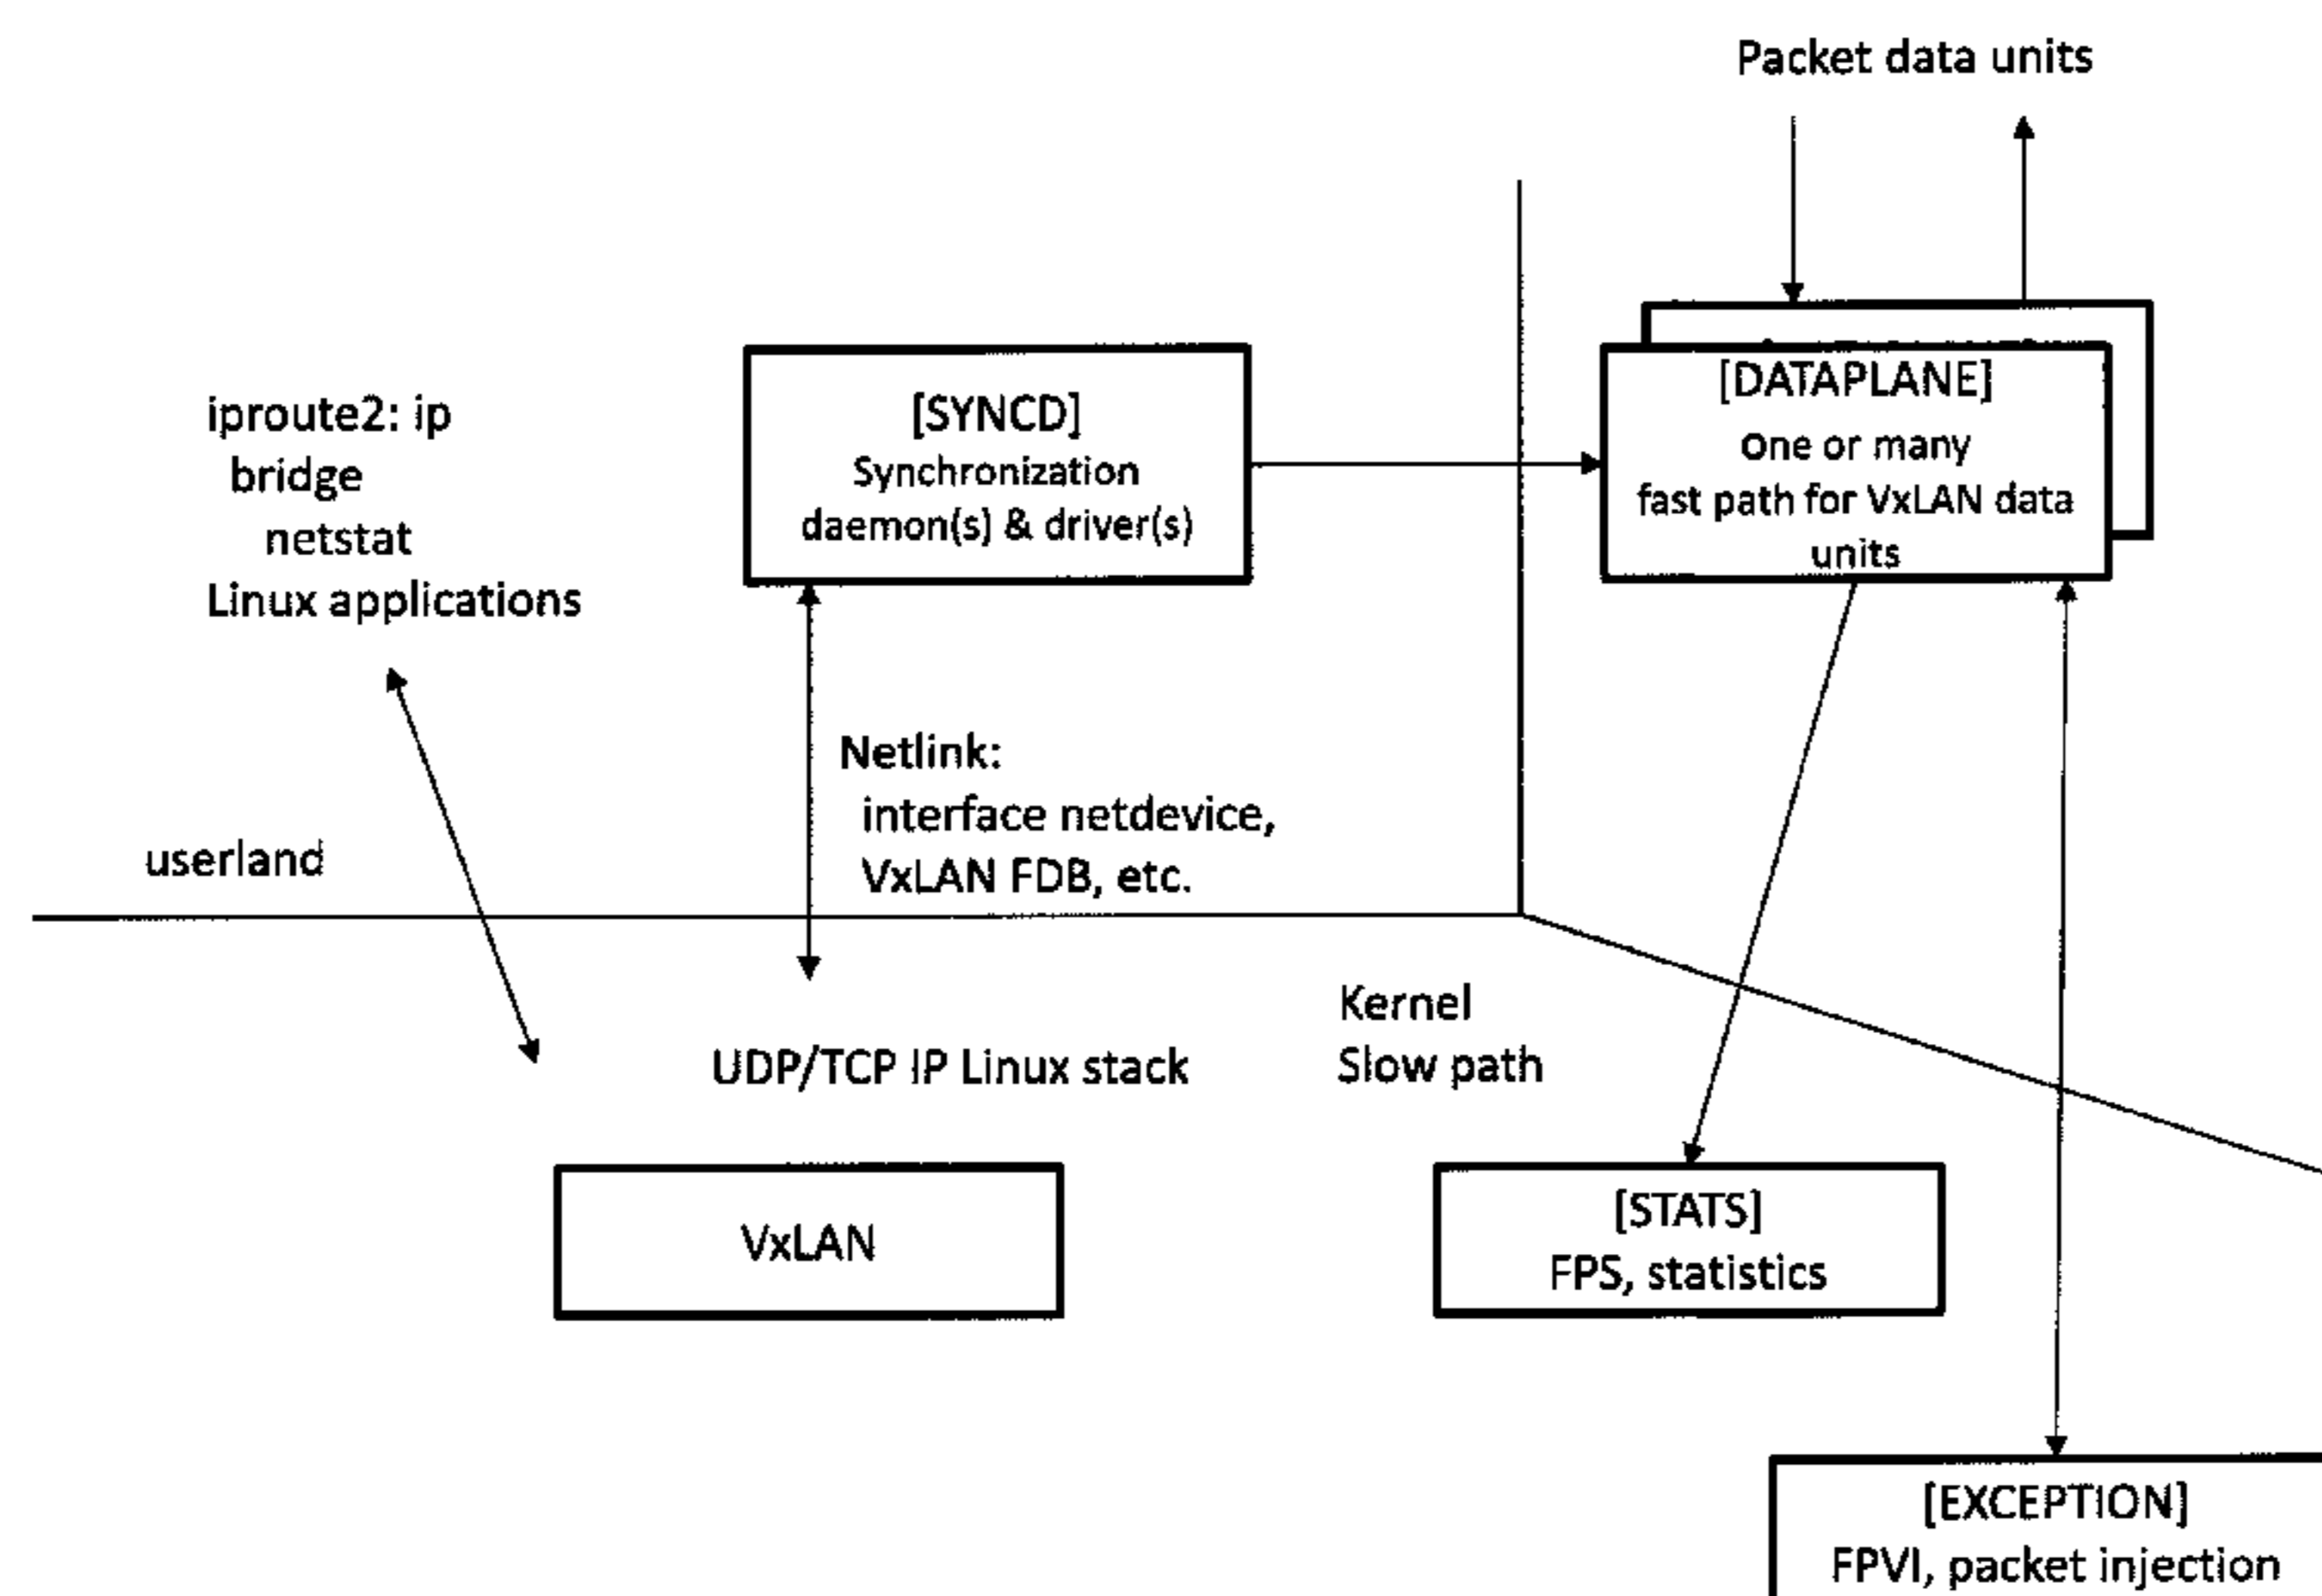 Packet data units
iproute2: ip
bridge
netstat
Linux applications
[SYNCD]
Synchronization
daemon(s) & driver(s)
[DATAPLANE]
one or many
fast path for VxLAN data
units
Netlink:
interface netdevice,
VxLAN FDB, etc.
userland
Kernel
Slow path
UDP/TCP IP Linux stack
VxLAN
[STATS]
FPS, statistics
[EXCEPTION]
FPVI, packet injection